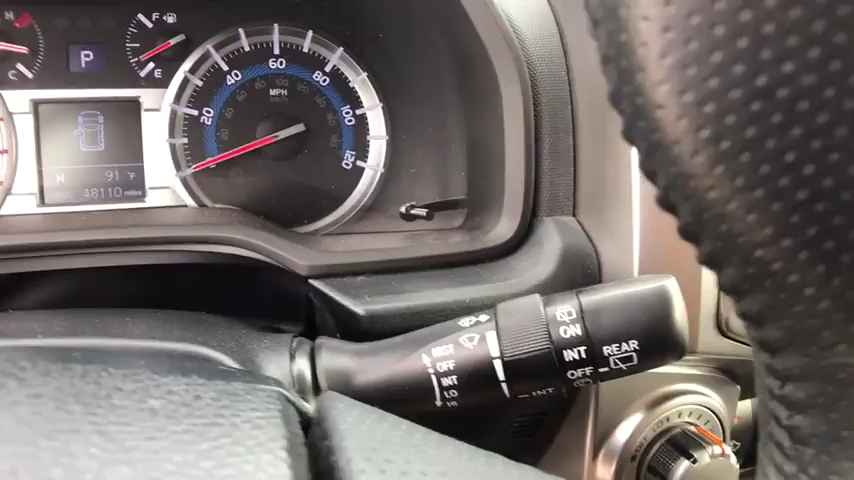 N
C
P
F
E
20
40
60
80
100
120
MPH
N 91 °F
48110 miles
MIST
OFF
INT
LO
HI
INT
ON
INT
OFF
REAR
LO